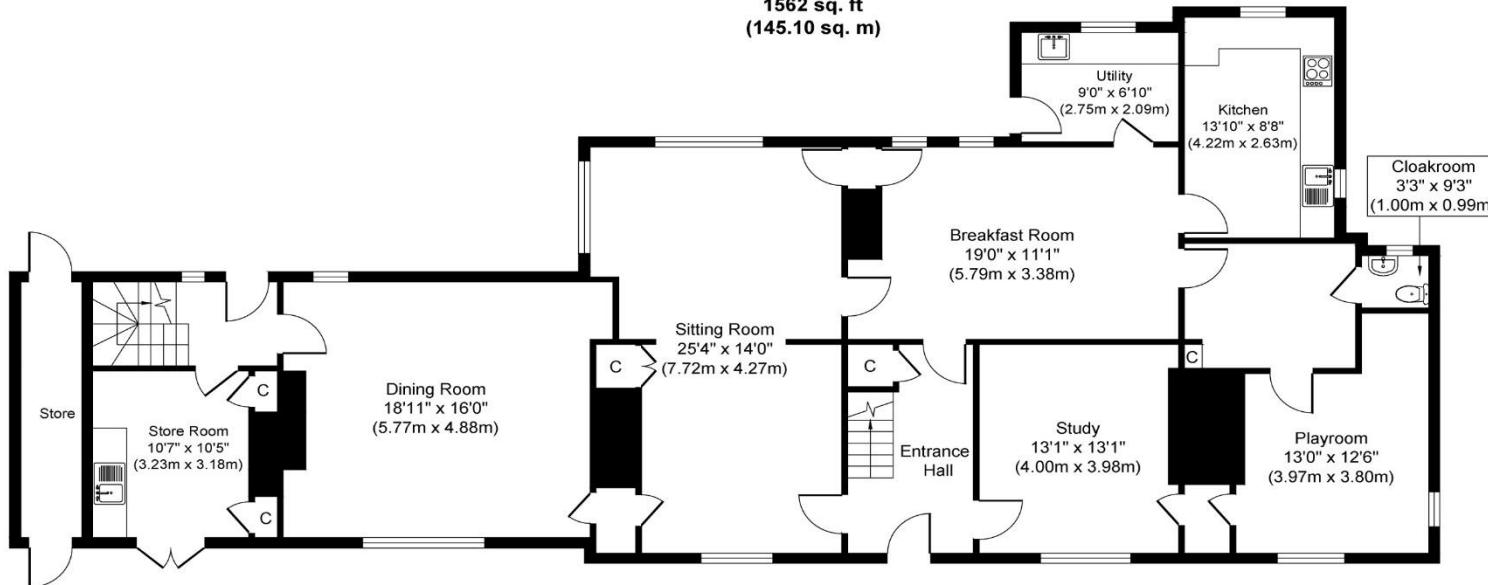 1562 sq. ft
(145.10 sq. m)
Utility
9'0" x 6'10"
(2.75m x 2.09m)
Kitchen
13'10" x 8'8"
(4.22m x 2.63m)
Cloakroom
3'3" x 9'3"
(1.00m x 0.99m
Breakfast Room
19'0" x 11'1"
(5.79m x 3.38m)
Sitting Room
25'4" x 14'0"
(7.72m x 4.27m)
C
C
C
Dining Room
18'11" x 16'0"
(5.77m x 4.88m)
C
Store
Store Room
10'7" x 10'5"
(3.23m x 3.18m)
C
Entrance
Hall
Study
13'1" x 13'1"
(4.00m x 3.98m)
Playroom
13'0" x 12'6"
(3.97m x 3.80m)